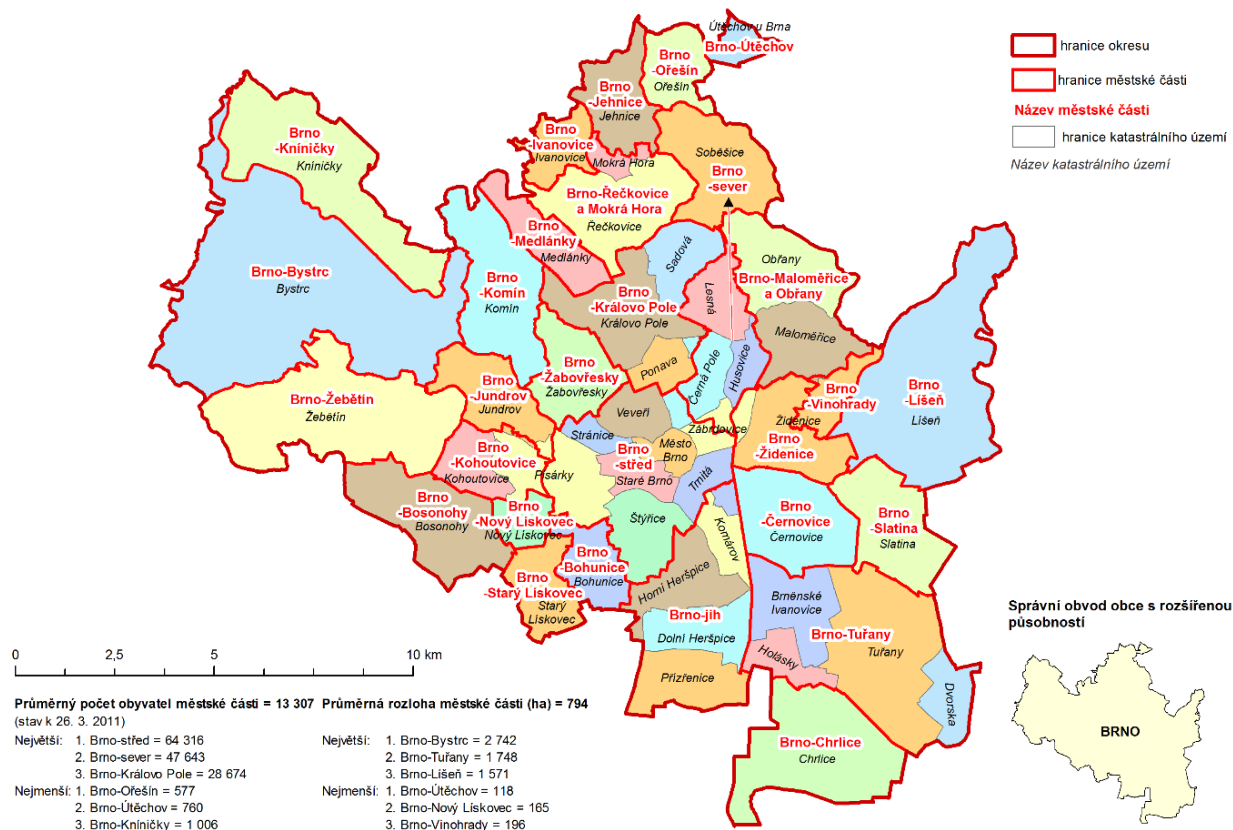 Útěchov u Brna
Brno-Útěchov
Brno
-Ořešín
Ořešín
Brno
-Jehnice
Jehnice
Brno
-Ivanovice
Ivanovice
Mokrá Hora
Soběšice
Brno
-sever
Brno
-Kníničky
Kníničky
Brno-Řečkovice
a Mokrá Hora
Řečkovice
Brno
-Medlánky
Medlánky
Sadová
Lesná
Obřany
Brno-Maloměřice
a Obřany
Maloměřice
Brno-Bystrc
Bystrc
Brno
-Komín
Komín
Brno
-Královo Pole
Královo Pole
Ponava
Černá Pole
Husovice
Brno
-Žabovřesky
Žabovřesky
Brno
-Jundrov
Jundrov
Brno-Žebětín
Žebětín
Brno
-Vinohrady
Židenice
Brno
-Židenice
Brno
-Líšeň
Líšeň
Veveří
Zábrdovice
Stránice
Město
Brno
Brno
-střed
Staré Brno
Trnitá
Pisárky
Brno
-Kohoutovice
Kohoutovice
Brno
-Bosonohy
Bosonohy
Brno
-Nový Lískovec
Nový Lískovec
Štýřice
Komárov
Brno
-Černovice
Černovice
Brno
-Slatina
Slatina
Brno
-Bohunice
Bohunice
Brno
-Starý Lískovec
Starý
Lískovec
Horní Heršpice
Brno-jih
Dolní Heršpice
Přízřenice
Brněnské
Ivanovice
Brno-Tuřany
Tuřany
Holásky
Dvorska
Brno-Chrlice
Chrlice
hranice okresu
hranice městské části
Název městské části
hranice katastrálního území
Název katastrálního území
Správní obvod obce s rozšířenou
působností
BRNO
0 2,5 5 10 km
Průměrný počet obyvatel městské části = 13 307
(stav k 26. 3. 2011)
Největší: 1. Brno-střed = 64 316
2. Brno-sever = 47 643
3. Brno-Královo Pole = 28 674
Nejmenší: 1. Brno-Ořešín = 577
2. Brno-Útěchov = 760
3. Brno-Kníničky = 1 006
Průměrná rozloha městské části (ha) = 794
Největší: 1. Brno-Bystrc = 2 742
2. Brno-Tuřany = 1 748
3. Brno-Líšeň = 1 571
Nejmenší: 1. Brno-Útěchov = 118
2. Brno-Nový Lískovec = 165
3. Brno-Vinohrady = 196